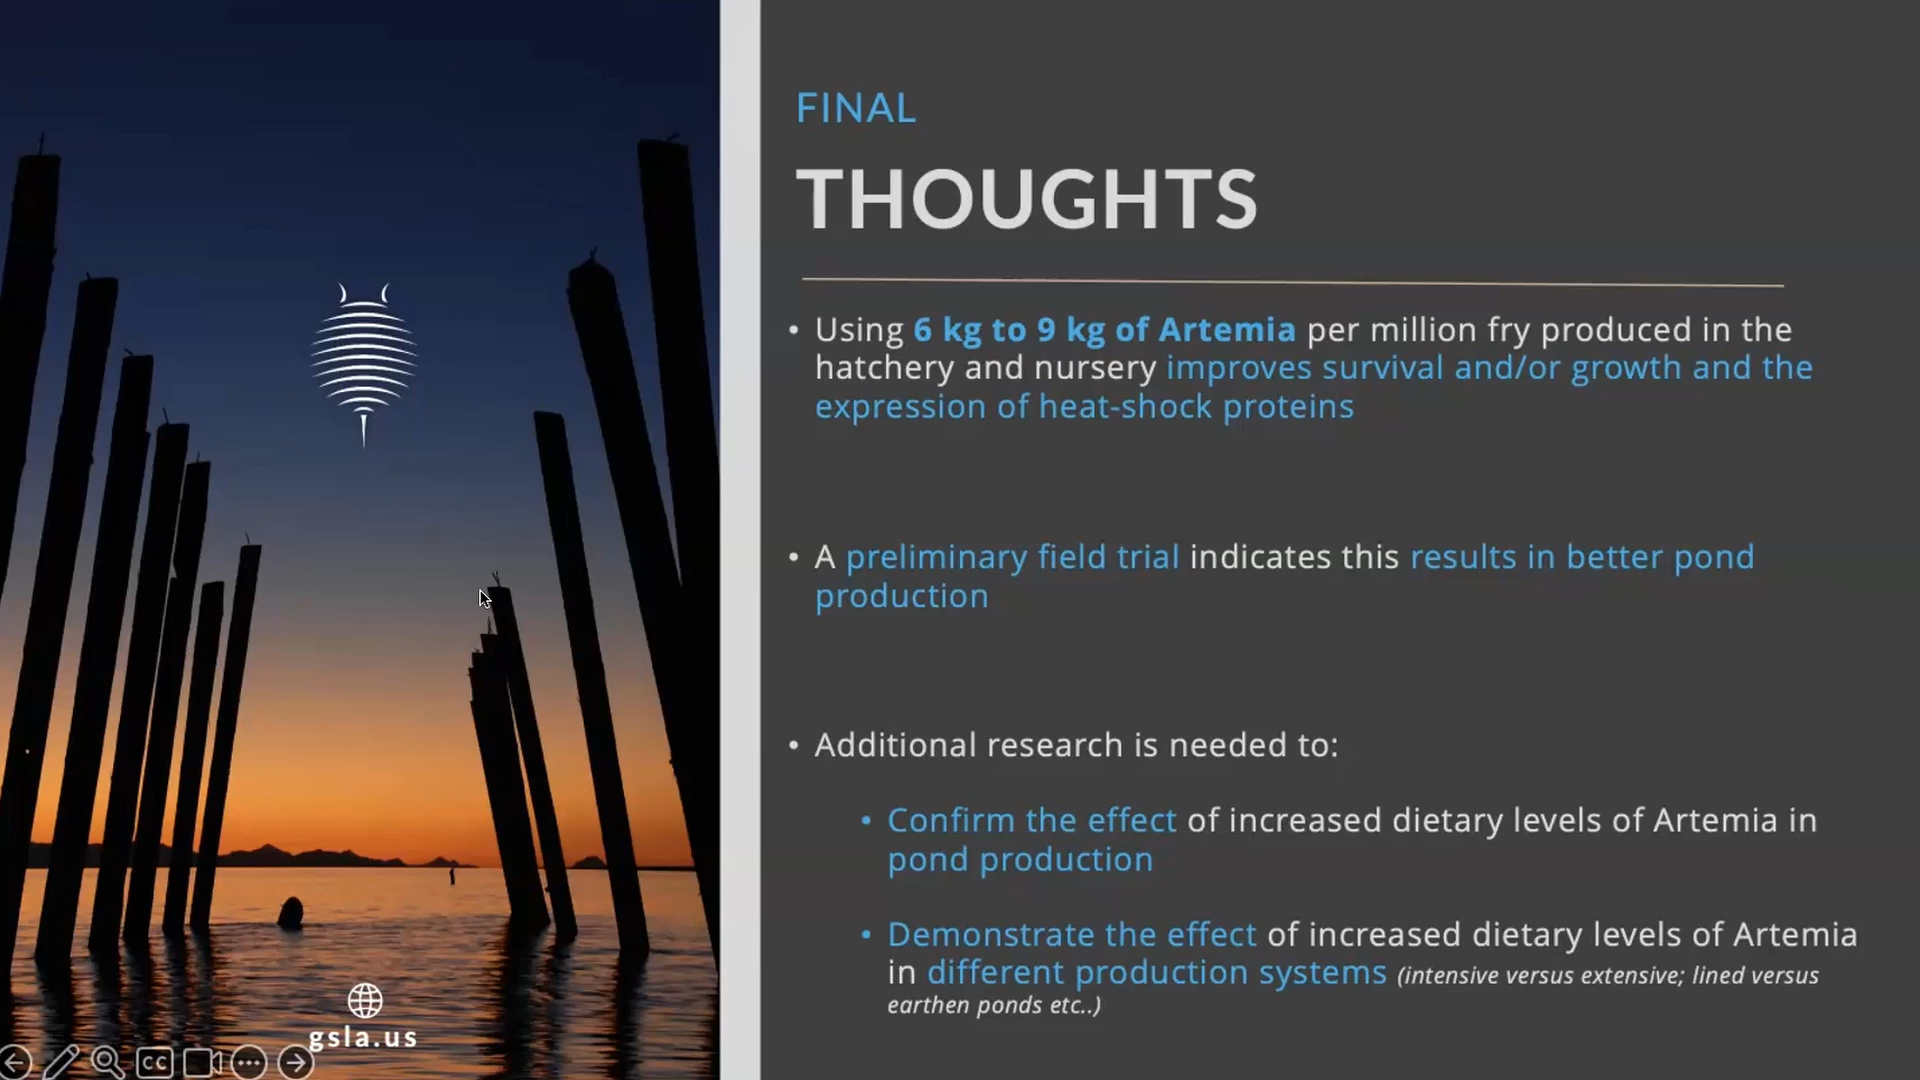 FINAL
THOUGHTS
• Using 6 kg to 9 kg of Artemia per million fry produced in the
hatchery and nursery improves survival and/or growth and the
expression of heat-shock proteins
• A preliminary field trial indicates this results in better pond
production
• Additional research is needed to:
• Confirm the effect of increased dietary levels of Artemia in
pond production
• Demonstrate the effect of increased dietary levels of Artemia
in different production systems (intensive versus extensive; lined versus
earthen ponds etc..)
gsla.us
CC